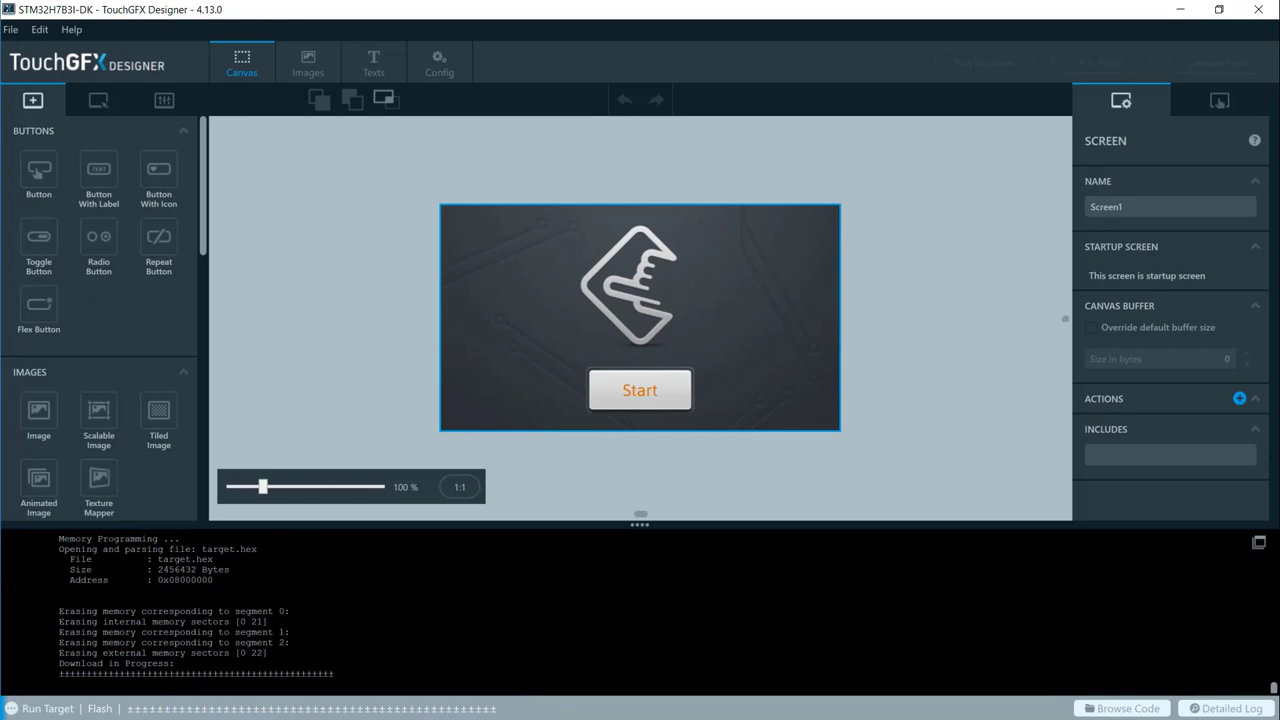 STM32H7B3I-DK - TouchGFX Designer - 4.13.0
File Edit Help
TouchGFX DESIGNER
Canvas
Images
Texts
Config
BUTTONS
Button
TEXT
Button With Label
Button With Icon
Toggle Button
Radio Button
Repeat Button
Flex Button
IMAGES
Image
Scalable Image
Tiled Image
Animated Image
Texture Mapper
Start
100 %
1:1
SCREEN
NAME
Screen1
STARTUP SCREEN
This screen is startup screen
CANVAS BUFFER
Override default buffer size
Size in bytes 0
ACTIONS
INCLUDES
Memory Programming ...
Opening and parsing file: target.hex
File : target.hex
Size : 2456432 Bytes
Address : 0x08000000
Erasing memory corresponding to segment 0:
Erasing internal memory sectors [0 21]
Erasing memory corresponding to segment 1:
Erasing memory corresponding to segment 2:
Erasing external memory sectors [0 22]
Download in Progress:
Run Target | Flash |
Browse Code
Detailed Log